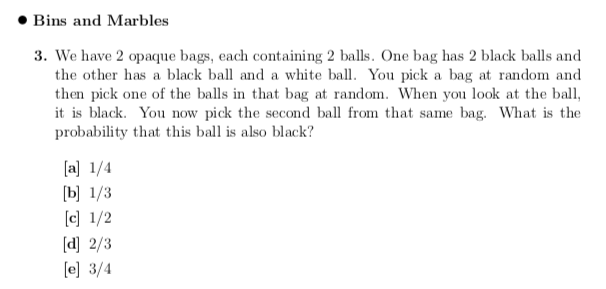 ● Bins and Marbles
3. We have 2 opaque bags, each containing 2 balls. One bag has 2 black balls and
the other has a black ball and a white ball. You pick a bag at random and
then pick one of the balls in that bag at random. When you look at the ball,
it is black. You now pick the second ball from that same bag. What is the
probability that this ball is also black?
[a] 1/4
[b] 1/3
[c] 1/2
[d] 2/3
[e] 3/4